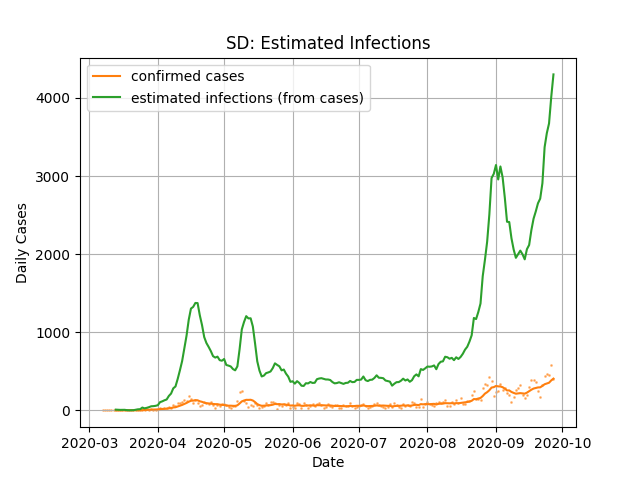 SD: Estimated Infections
confirmed cases
estimated infections (from cases)
Daily Cases
4000
3000
2000
1000
0
2020-03 2020-04 2020-05 2020-06 2020-07 2020-08 2020-09 2020-10
Date